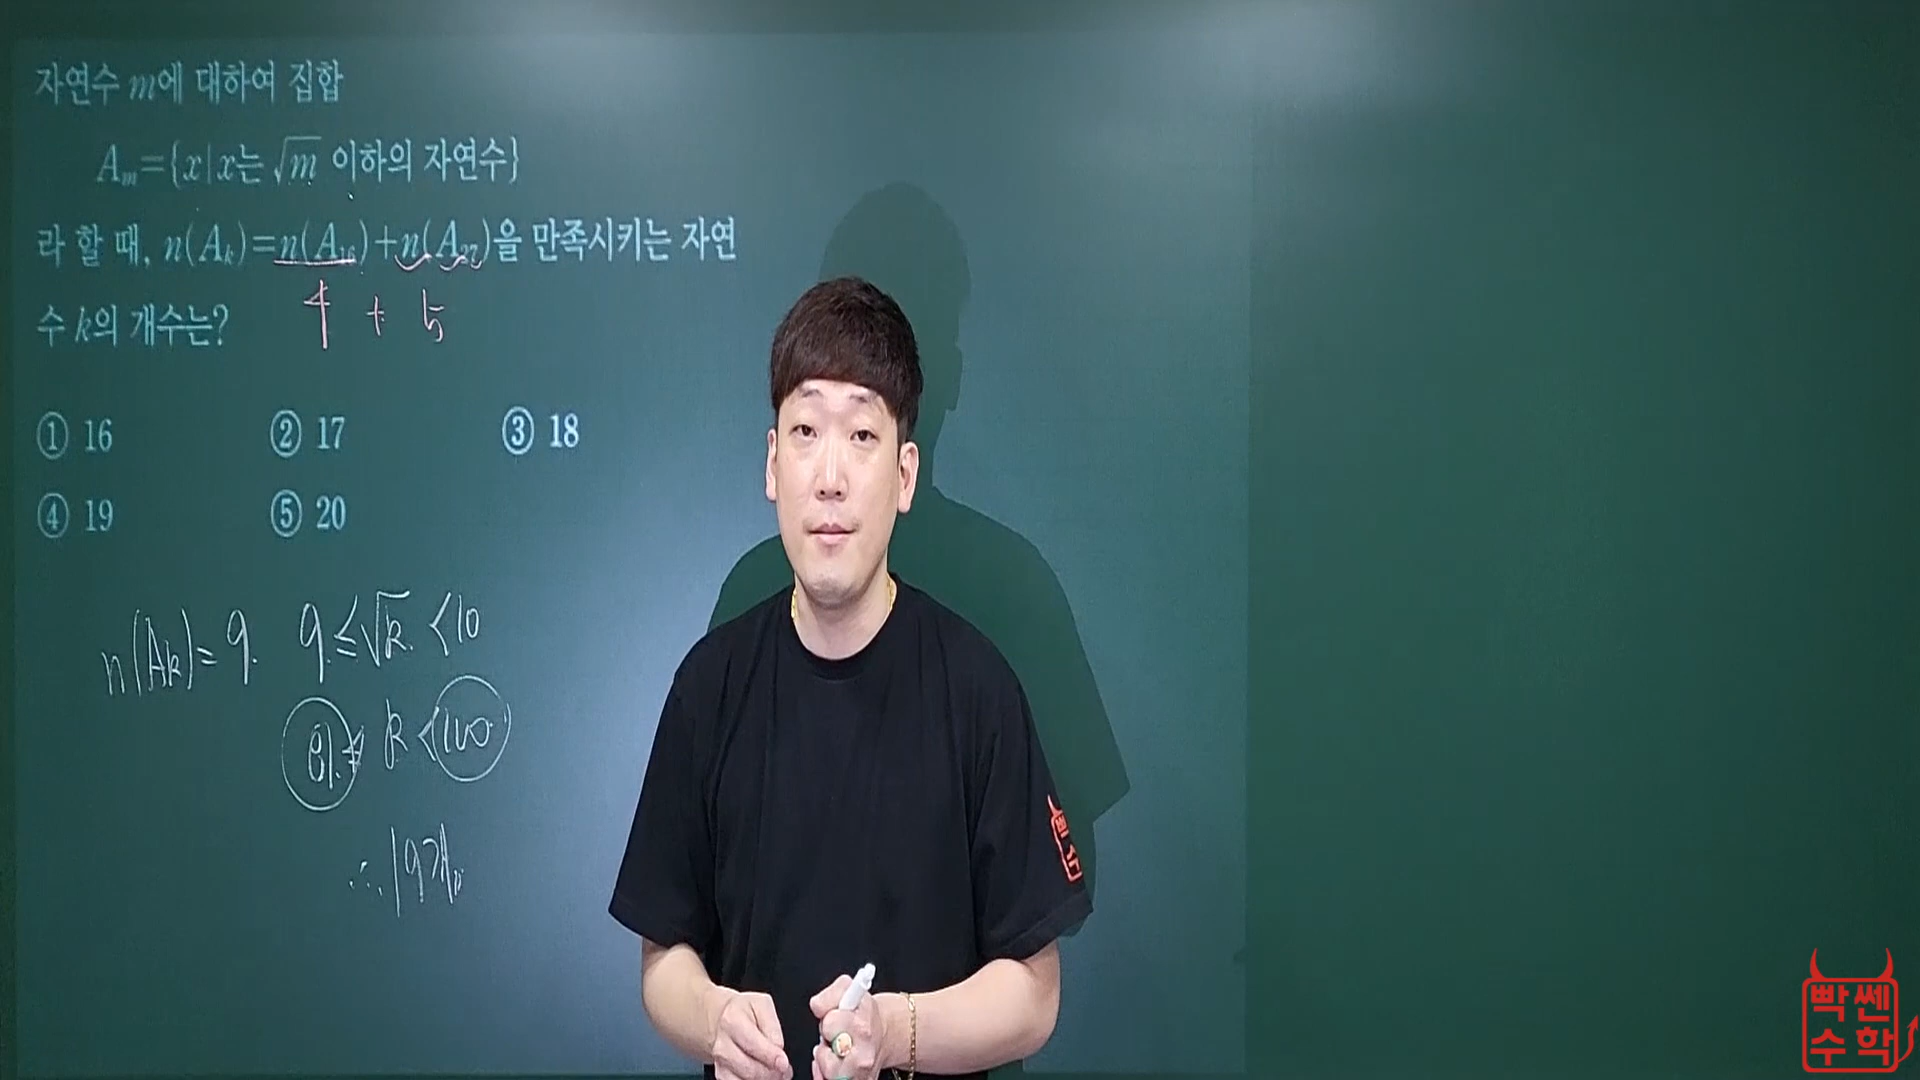 자연수 m에 대하여 집합
A_m={x|x는 √m 이하의 자연수}
라 할 때, n(A_k)=n(A_16)+n(A_27)을 만족시키는 자연
수 k의 개수는?
4 + 5
① 16 ② 17 ③ 18
④ 19 ⑤ 20
n(Ak)=9. 9≤√k<10
81≤k<100
∴ 19개
빡쎈
수학